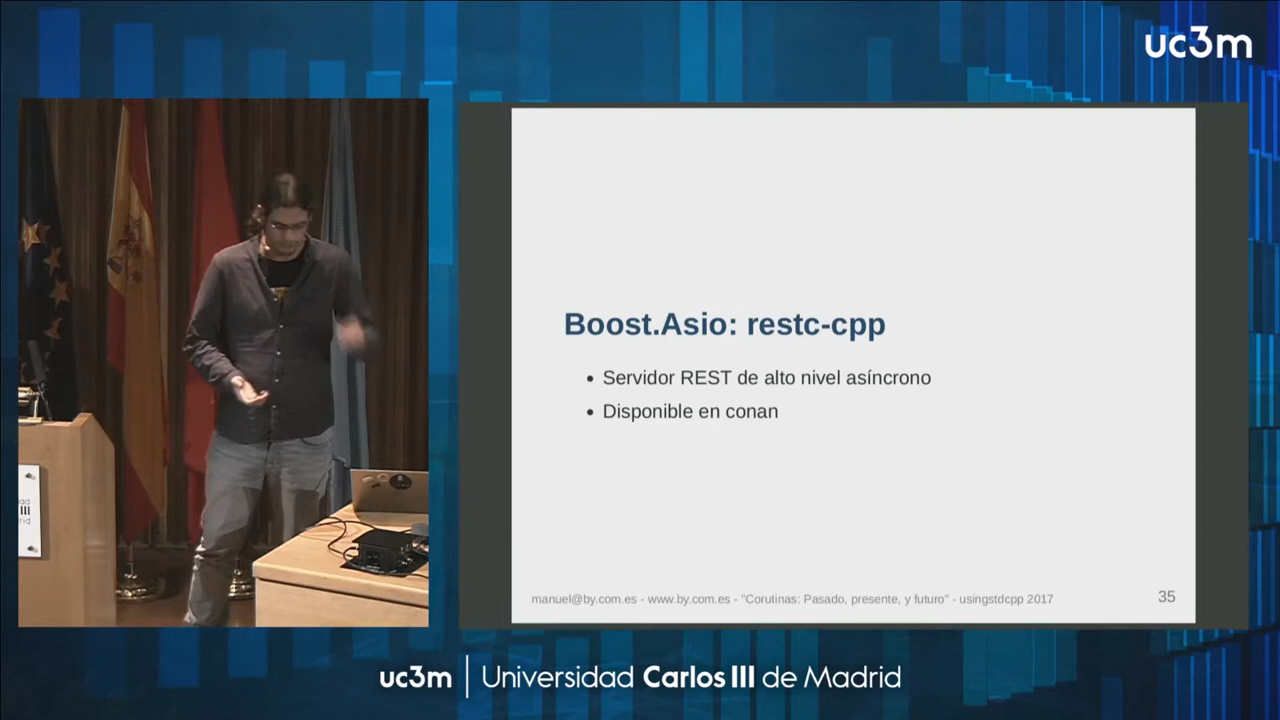 uc3m
Boost.Asio: restc-cpp
• Servidor REST de alto nivel asíncrono
• Disponible en conan
manuel@by.com.es - www.by.com.es - "Corutinas: Pasado, presente, y futuro" - usingstdcpp 2017
35
III
uc3m | Universidad Carlos III de Madrid